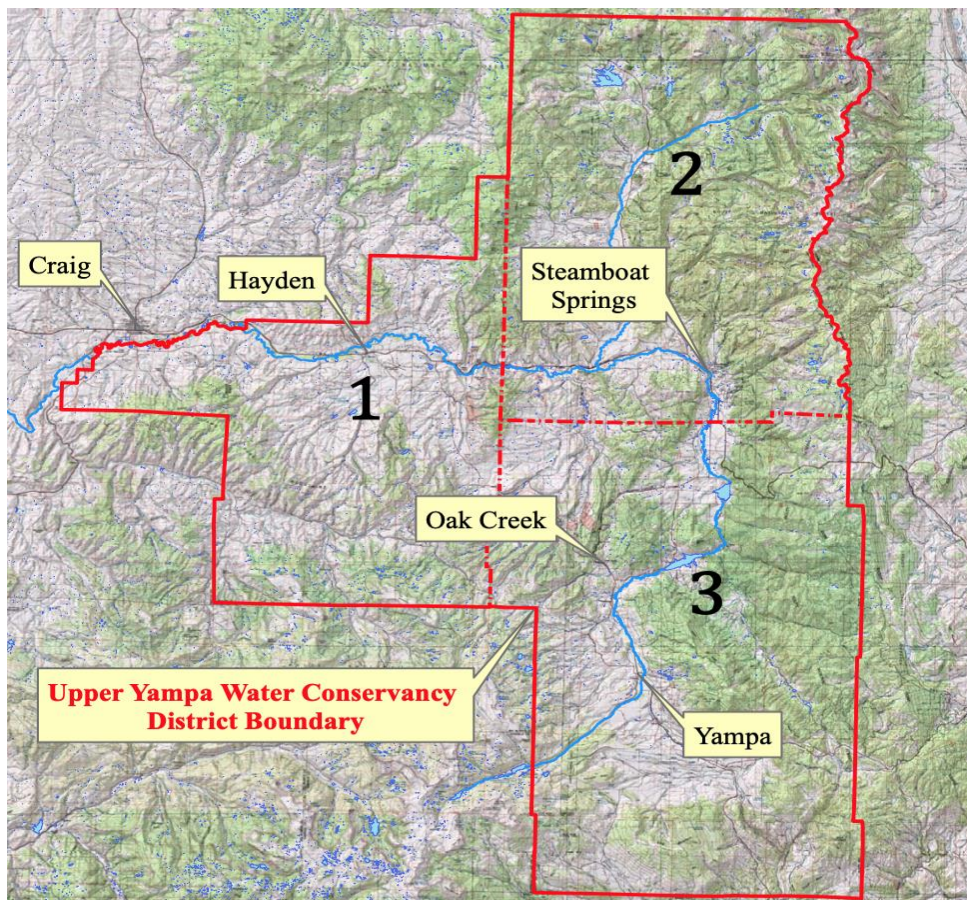 2
Craig
Hayden
Steamboat
Springs
1
Oak Creek
3
Upper Yampa Water Conservancy
District Boundary
Yampa